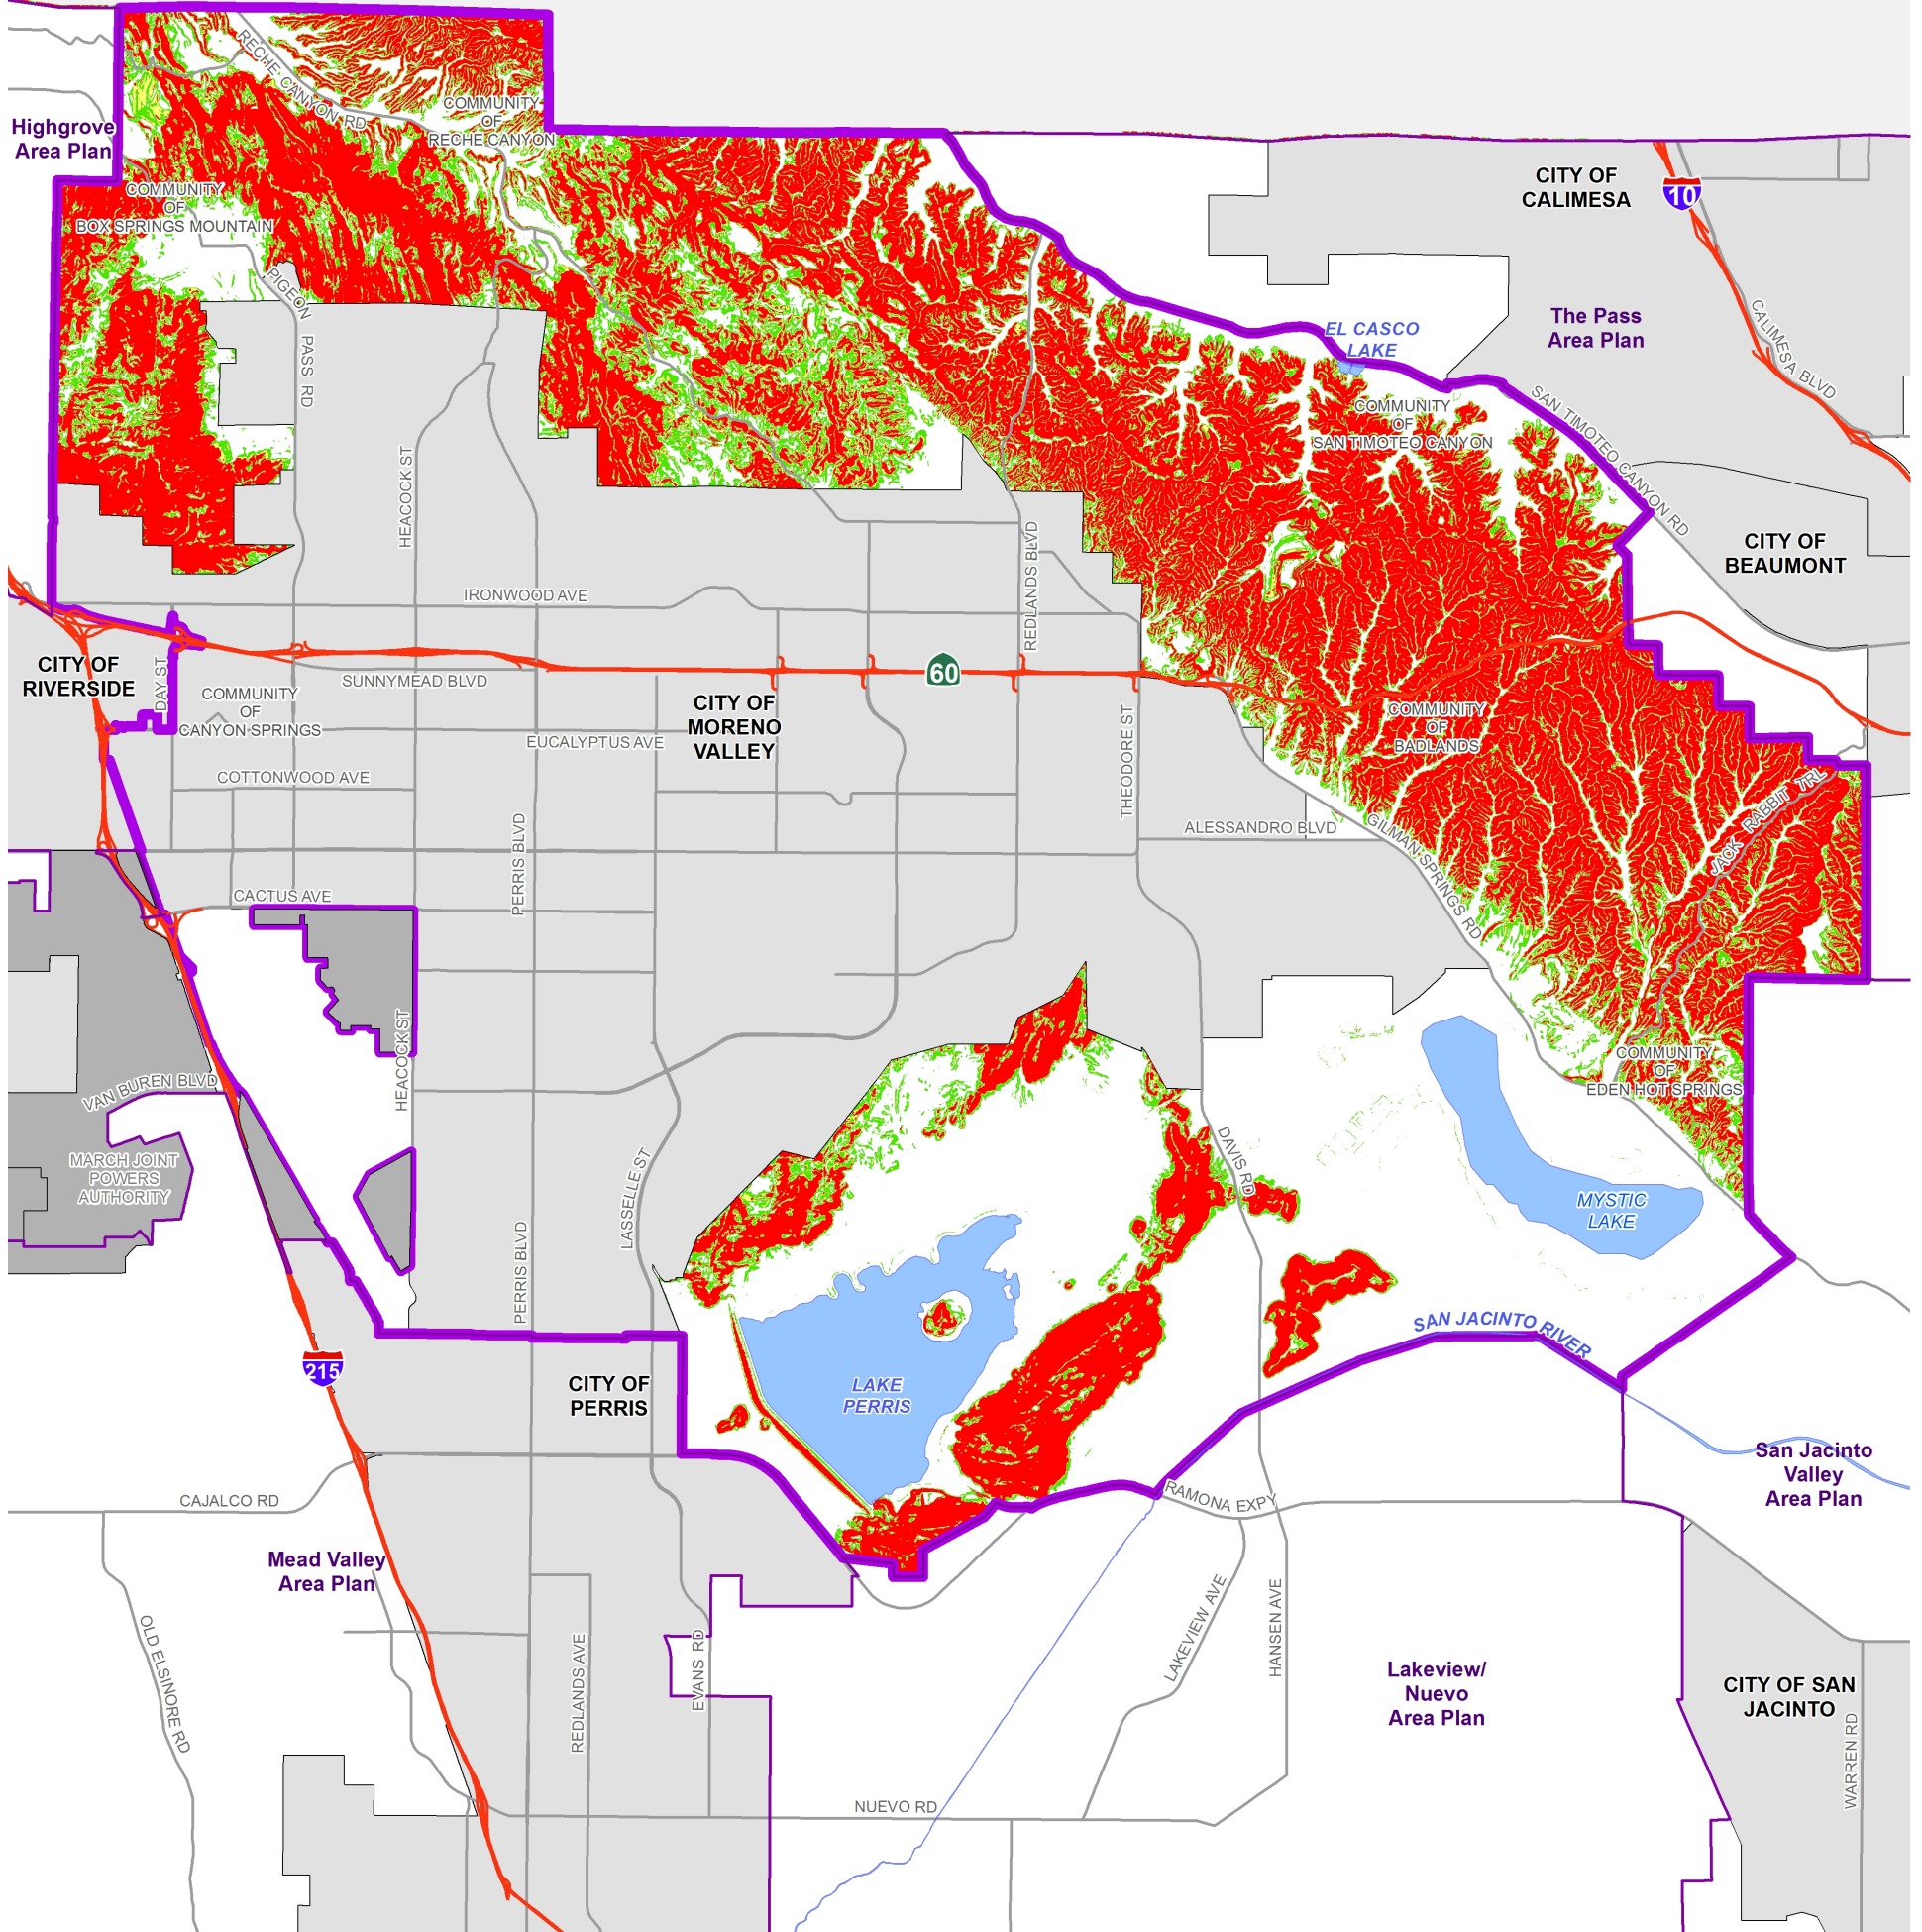 RECHE CANYON RD
COMMUNITY
OF
RECHE CANYON
Highgrove
Area Plan
COMMUNITY
OF
BOX SPRINGS MOUNTAIN
CITY OF
CALIMESA
10
PIGEON
PASS RD
EL CASCO
LAKE
The Pass
Area Plan
CALIMESA BLVD
COMMUNITY
OF
SAN TIMOTEO CANYON
SAN TIMOTEO CANYON RD
HEACOCK ST
REDLANDS BLVD
CITY OF
BEAUMONT
IRONWOOD AVE
CITY OF
RIVERSIDE
DAY ST
60
SUNNYMEAD BLVD
COMMUNITY
OF
CANYON SPRINGS
CITY OF
MORENO
VALLEY
EUCALYPTUS AVE
THEODORE ST
COMMUNITY
OF
BADLANDS
COTTONWOOD AVE
JACK RABBIT TRL
PERRIS BLVD
ALESSANDRO BLVD
GILMAN SPRINGS RD
CACTUS AVE
HEACOCK ST
VAN BUREN BLVD
COMMUNITY
OF
EDEN HOT SPRINGS
MARCH JOINT
POWERS
AUTHORITY
LASSELLE ST
DAVIS RD
MYSTIC
LAKE
PERRIS BLVD
SAN JACINTO RIVER
215
CITY OF
PERRIS
LAKE
PERRIS
San Jacinto
Valley
Area Plan
CAJALCO RD
RAMONA EXPY
Mead Valley
Area Plan
OLD ELSINORE RD
REDLANDS AVE
EVANS RD
LAKEVIEW AVE
HANSEN AVE
Lakeview/
Nuevo
Area Plan
CITY OF SAN
JACINTO
WARREN RD
NUEVO RD